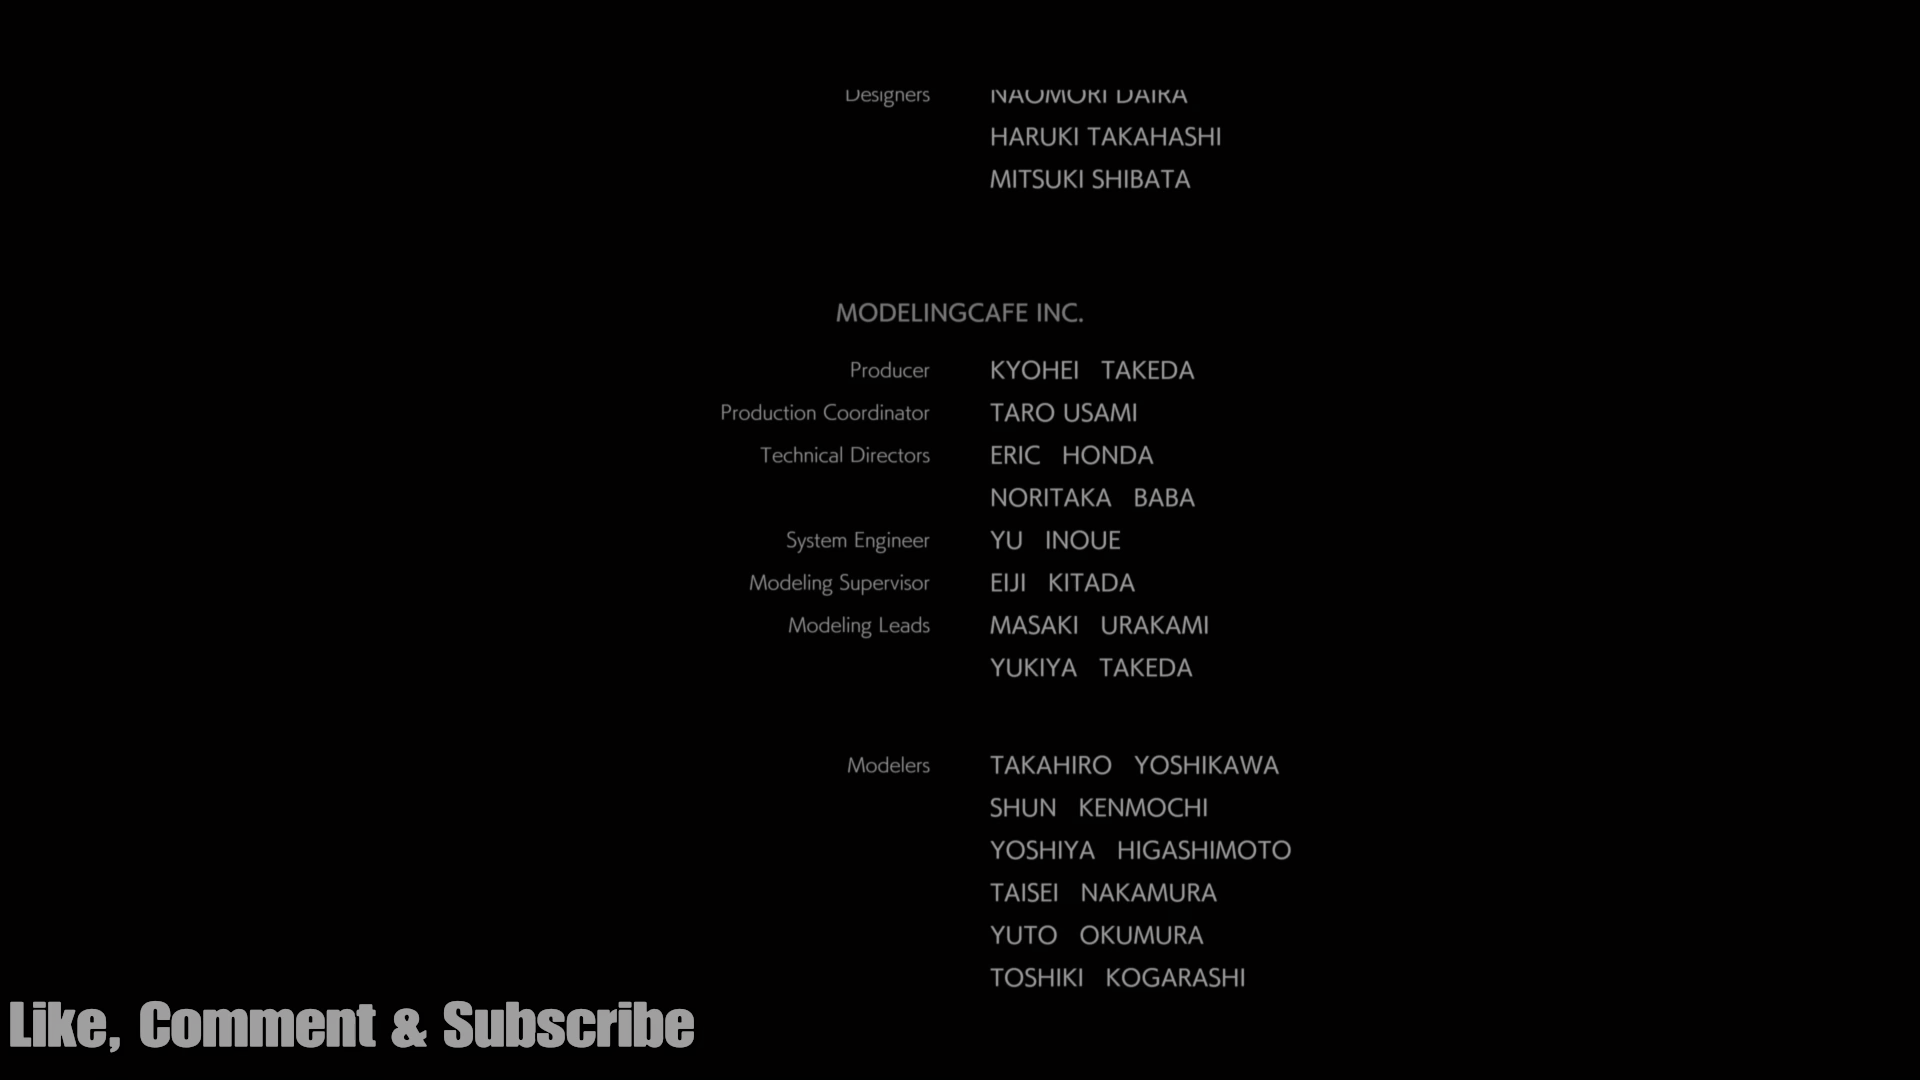 Designers NAOMORI DAIRA
HARUKI TAKAHASHI
MITSUKI SHIBATA
MODELINGCAFE INC.
Producer KYOHEI TAKEDA
Production Coordinator TARO USAMI
Technical Directors ERIC HONDA
NORITAKA BABA
System Engineer YU INOUE
Modeling Supervisor EIJI KITADA
Modeling Leads MASAKI URAKAMI
YUKIYA TAKEDA
Modelers TAKAHIRO YOSHIKAWA
SHUN KENMOCHI
YOSHIYA HIGASHIMOTO
TAISEI NAKAMURA
YUTO OKUMURA
TOSHIKI KOGARASHI
Like, Comment & Subscribe